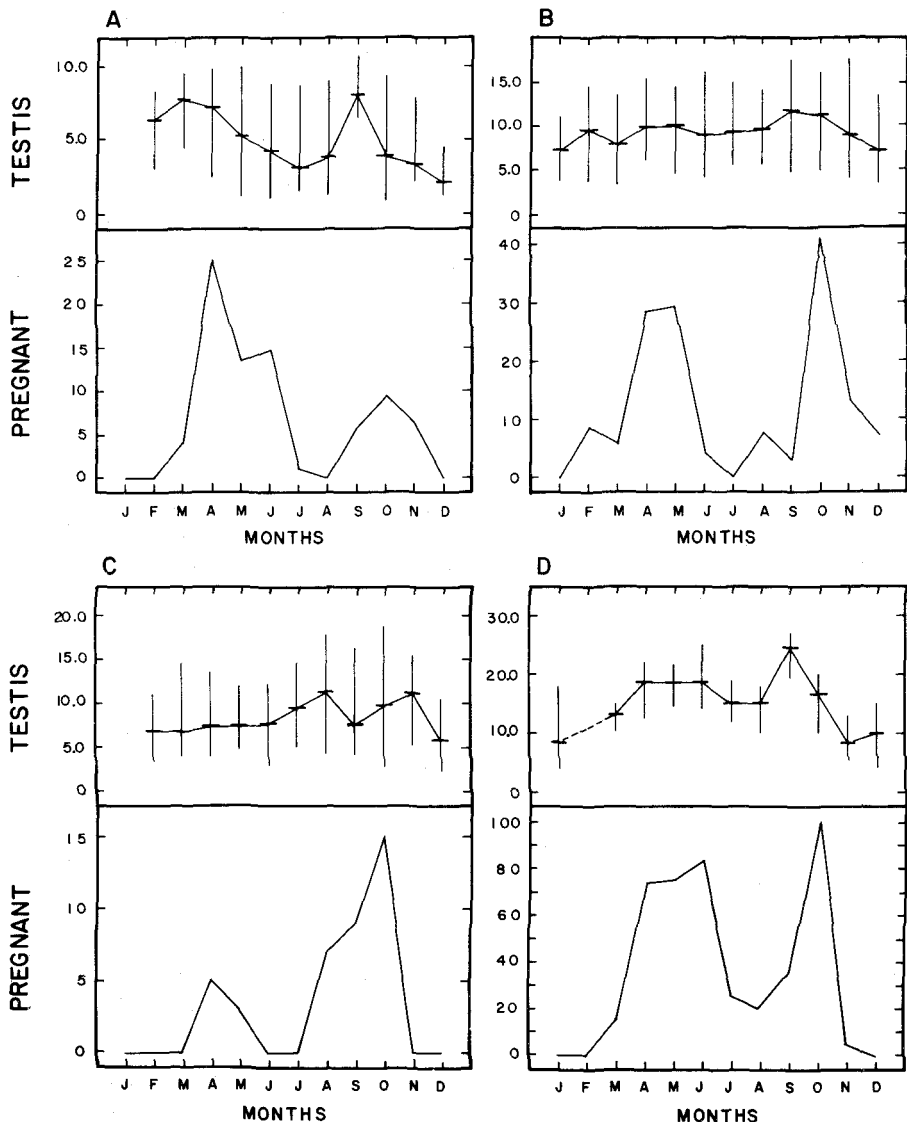 A
TESTIS
10.0
5.0
0
PREGNANT
25
20
15
10
5
0
J F M A M J J A S O N D
MONTHS
B
15.0
10.0
5.0
0
40
30
20
10
0
J F M A M J J A S O N D
MONTHS
C
TESTIS
20.0
15.0
10.0
5.0
0
PREGNANT
15
10
5
0
J F M A M J J A S O N D
MONTHS
D
30.0
20.0
10.0
0
100
80
60
40
20
0
J F M A M J J A S O N D
MONTHS